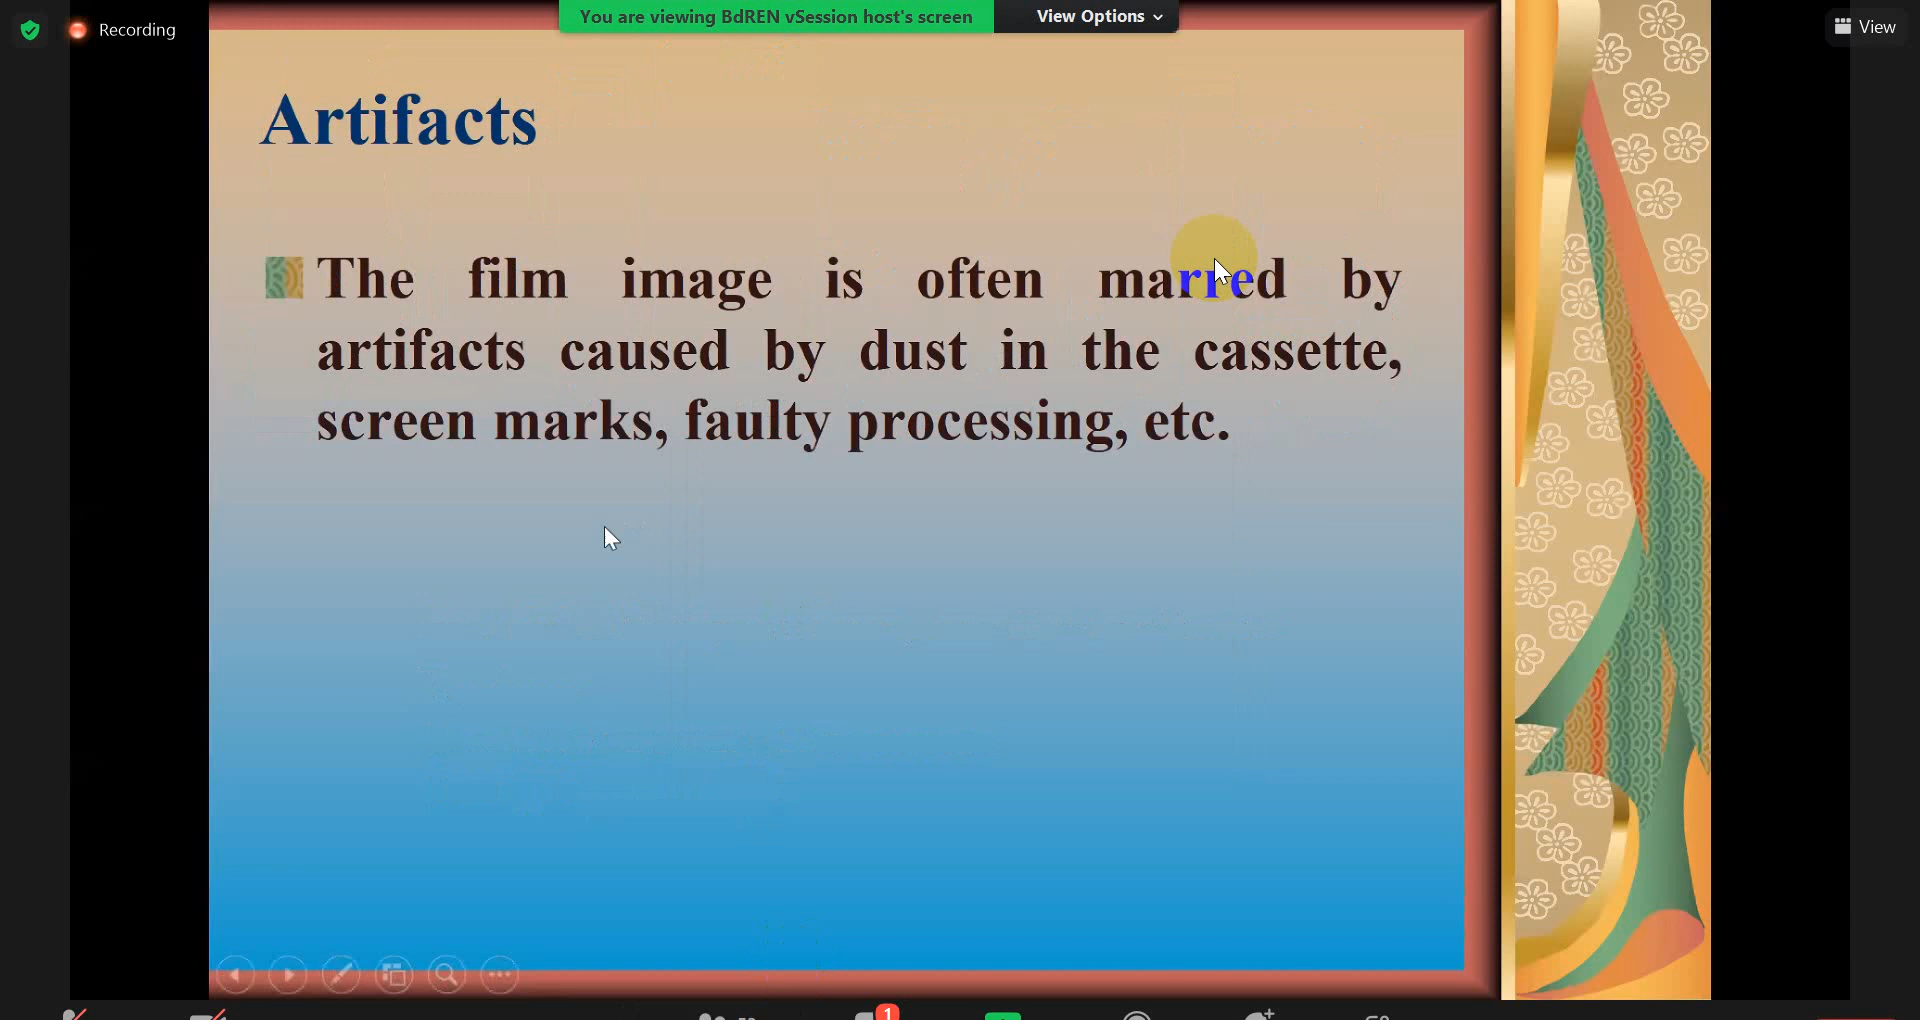 Recording
You are viewing BdREN vSession host's screen
View Options
View
Artifacts
The film image is often marred by
artifacts caused by dust in the cassette,
screen marks, faulty processing, etc.
1